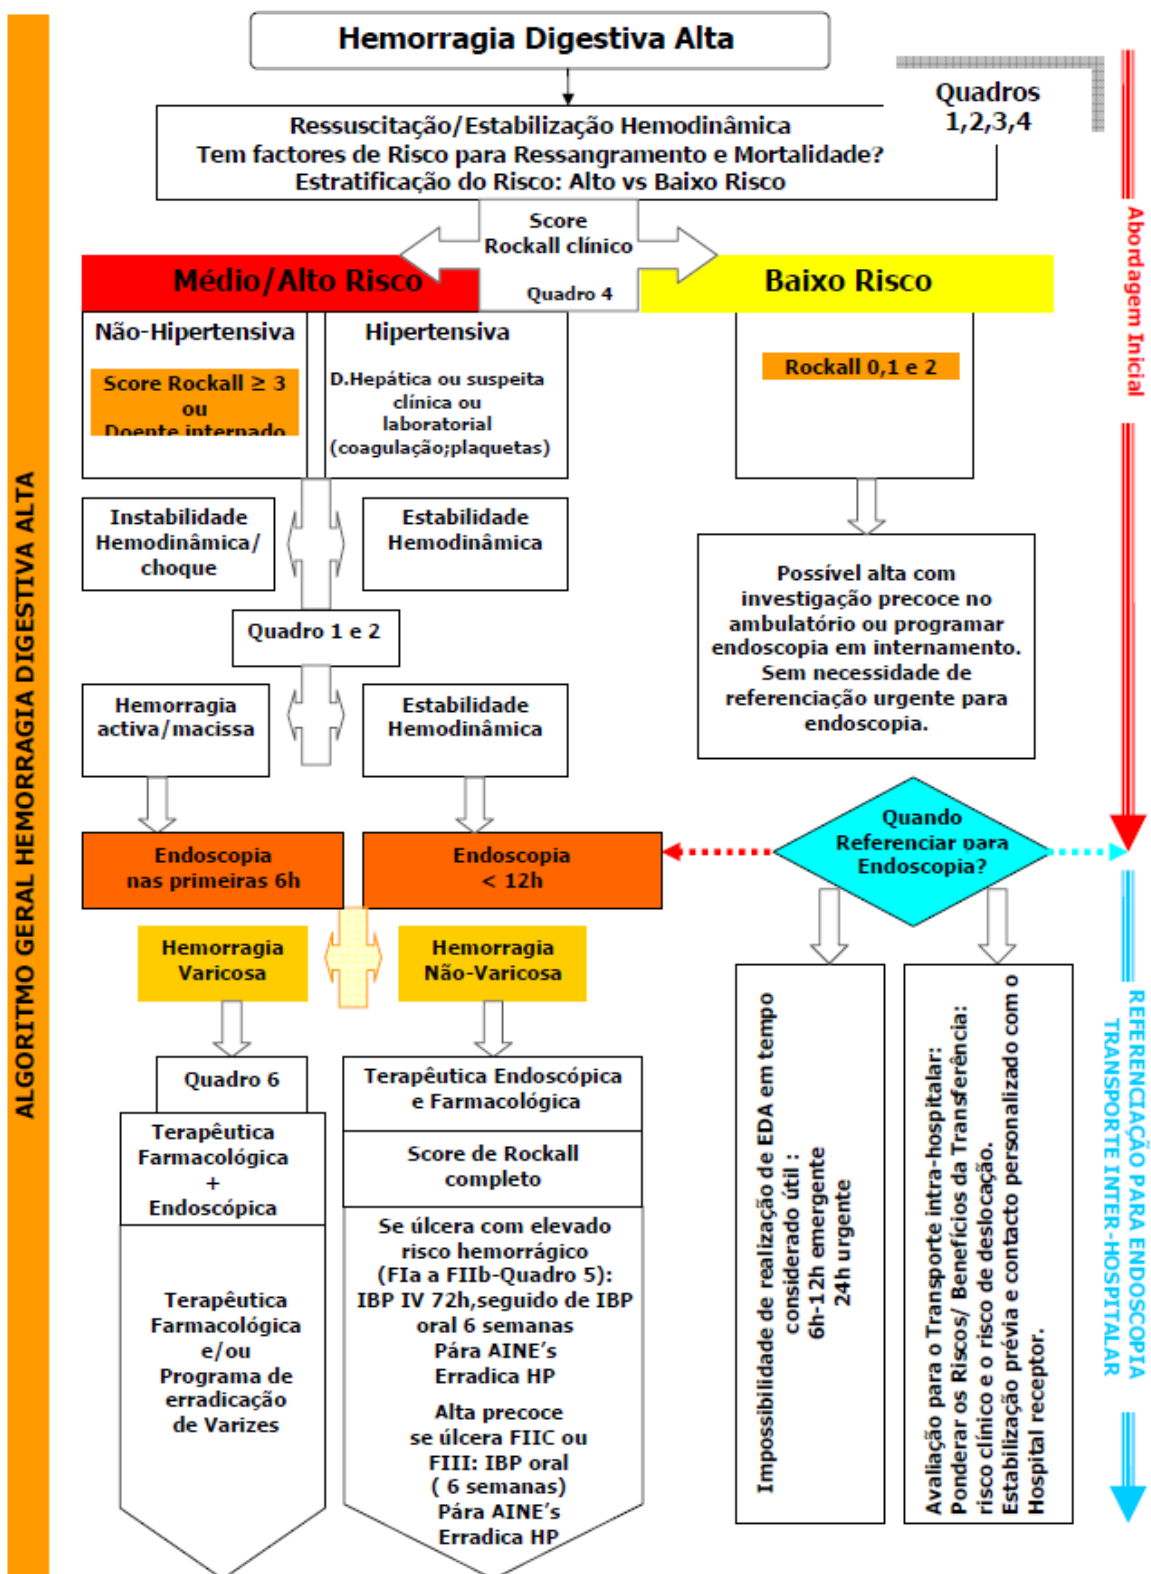 ALGORITMO GERAL HEMORRAGIA DIGESTIVA ALTA
Hemorragia Digestiva Alta
Quadros
1,2,3,4
Ressuscitação/Estabilização Hemodinâmica
Tem factores de Risco para Ressangramento e Mortalidade?
Estratificação do Risco: Alto vs Baixo Risco
Score
Rockall clínico
Quadro 4
Médio/Alto Risco
Baixo Risco
Não-Hipertensiva
Score Rockall ≥ 3
ou
Doente internado
Hipertensiva
D.Hepática ou suspeita
clínica ou
laboratorial
(coagulação;plaquetas)
Rockall 0,1 e 2
Instabilidade
Hemodinâmica/
choque
Estabilidade
Hemodinâmica
Quadro 1 e 2
Hemorragia
activa/macissa
Estabilidade
Hemodinâmica
Possível alta com
investigação precoce no
ambulatório ou programar
endoscopia em internamento.
Sem necessidade de
referenciação urgente para
endoscopia.
Endoscopia
nas primeiras 6h
Endoscopia
< 12h
Quando
Referenciar para
Endoscopia?
Hemorragia
Varicosa
Hemorragia
Não-Varicosa
Quadro 6
Terapêutica
Farmacológica
+
Endoscópica
Terapêutica
Farmacológica
e/ou
Programa de
erradicação
de Varizes
Terapêutica Endoscópica
e Farmacológica
Score de Rockall
completo
Se úlcera com elevado
risco hemorrágico
(FIa a FIIb-Quadro 5):
IBP IV 72h,seguido de IBP
oral 6 semanas
Pára AINE’s
Erradica HP
Alta precoce
se úlcera FIIC ou
FIII: IBP oral
( 6 semanas)
Pára AINE’s
Erradica HP
Impossibilidade de realização de EDA em tempo
considerado útil :
6h-12h emergente
24h urgente
Avaliação para o Transporte intra-hospitalar:
Ponderar os Riscos/ Benefícios da Transferência:
risco clínico e o risco de deslocação.
Estabilização prévia e contacto personalizado com o
Hospital receptor.
Abordagem Inicial
REFERENCIAÇÃO PARA ENDOSCOPIA
TRANSPORTE INTER-HOSPITALAR